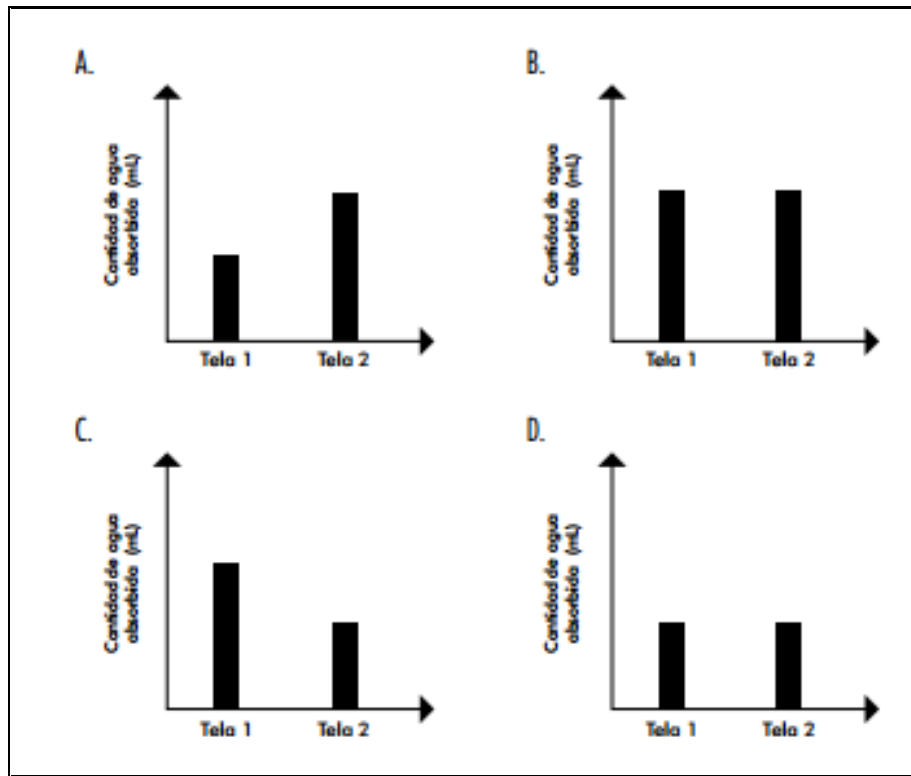 A.
Cantidad de agua
absorbida (mL)
Tela 1
Tela 2
B.
Cantidad de agua
absorbida (mL)
Tela 1
Tela 2
C.
Cantidad de agua
absorbida (mL)
Tela 1
Tela 2
D.
Cantidad de agua
absorbida (mL)
Tela 1
Tela 2